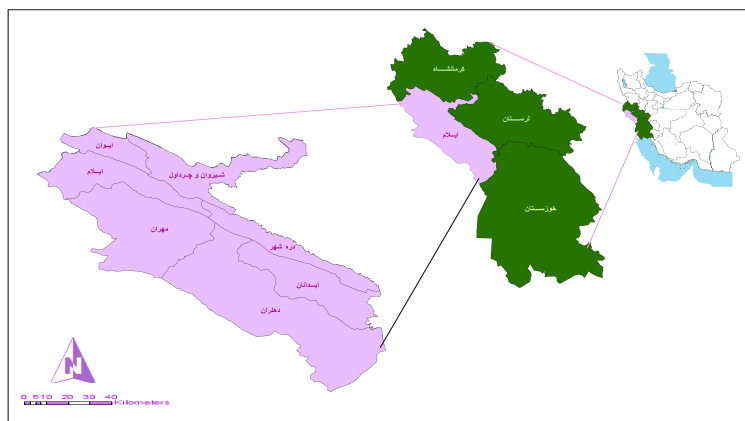 کرمانشاه
لرستان
ایلام
خوزستان
ایوان
ایلام
شیروان و چرداول
مهران
دره شهر
آبدانان
دهلران
N
0 5 10 20 30 40
Kilometers